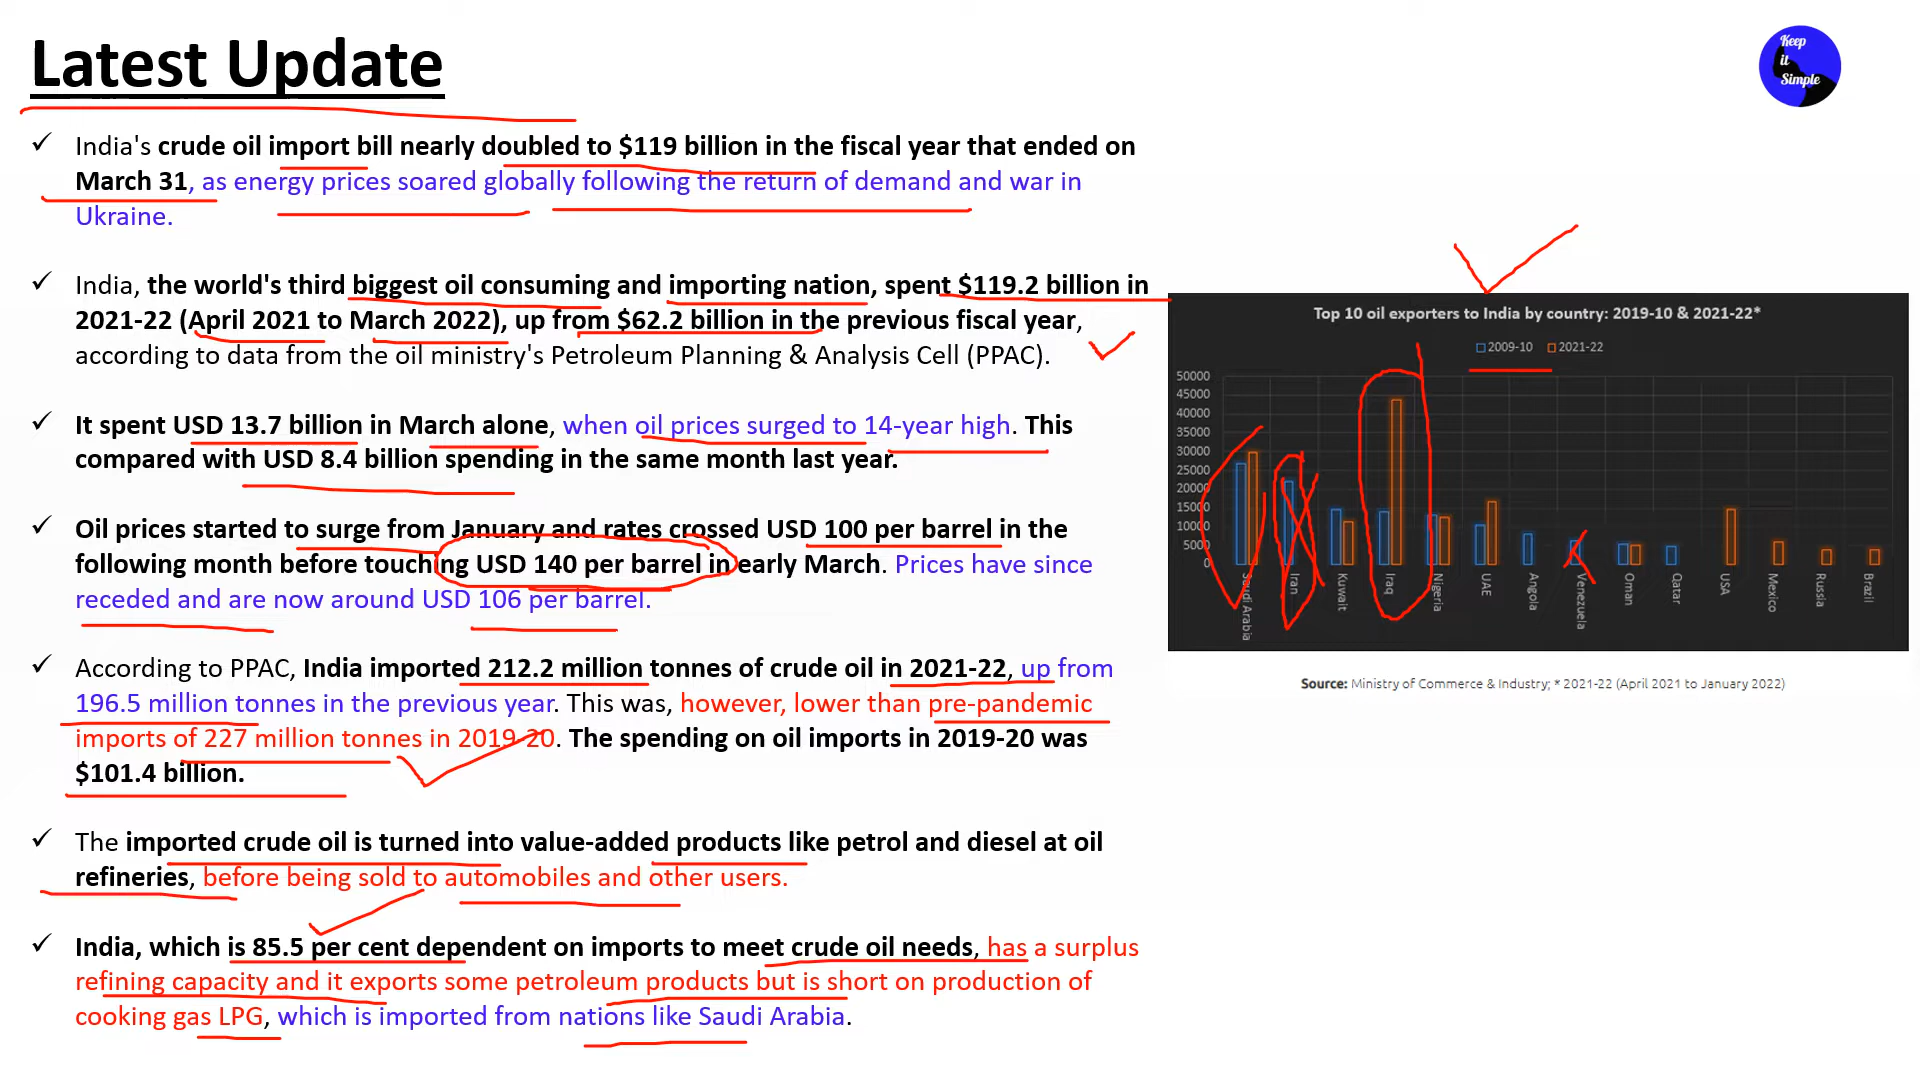 Latest Update
Keep
it
Simple
✓ India's crude oil import bill nearly doubled to $119 billion in the fiscal year that ended on
March 31, as energy prices soared globally following the return of demand and war in
Ukraine.
✓ India, the world's third biggest oil consuming and importing nation, spent $119.2 billion in
2021-22 (April 2021 to March 2022), up from $62.2 billion in the previous fiscal year,
according to data from the oil ministry's Petroleum Planning & Analysis Cell (PPAC).
✓ It spent USD 13.7 billion in March alone, when oil prices surged to 14-year high. This
compared with USD 8.4 billion spending in the same month last year.
✓ Oil prices started to surge from January and rates crossed USD 100 per barrel in the
following month before touching USD 140 per barrel in early March. Prices have since
receded and are now around USD 106 per barrel.
✓ According to PPAC, India imported 212.2 million tonnes of crude oil in 2021-22, up from
196.5 million tonnes in the previous year. This was, however, lower than pre-pandemic
imports of 227 million tonnes in 2019-20. The spending on oil imports in 2019-20 was
$101.4 billion.
✓ The imported crude oil is turned into value-added products like petrol and diesel at oil
refineries, before being sold to automobiles and other users.
✓ India, which is 85.5 per cent dependent on imports to meet crude oil needs, has a surplus
refining capacity and it exports some petroleum products but is short on production of
cooking gas LPG, which is imported from nations like Saudi Arabia.
Top 10 oil exporters to India by country: 2019-10 & 2021-22*
2009-10 2021-22
50000
45000
40000
35000
30000
25000
20000
15000
10000
5000
0
Saudi Arabia
Iran
Kuwait
Iraq
Nigeria
UAE
Angola
Venezuela
Oman
Qatar
USA
Mexico
Russia
Brazil
Source: Ministry of Commerce & Industry; * 2021-22 (April 2021 to January 2022)